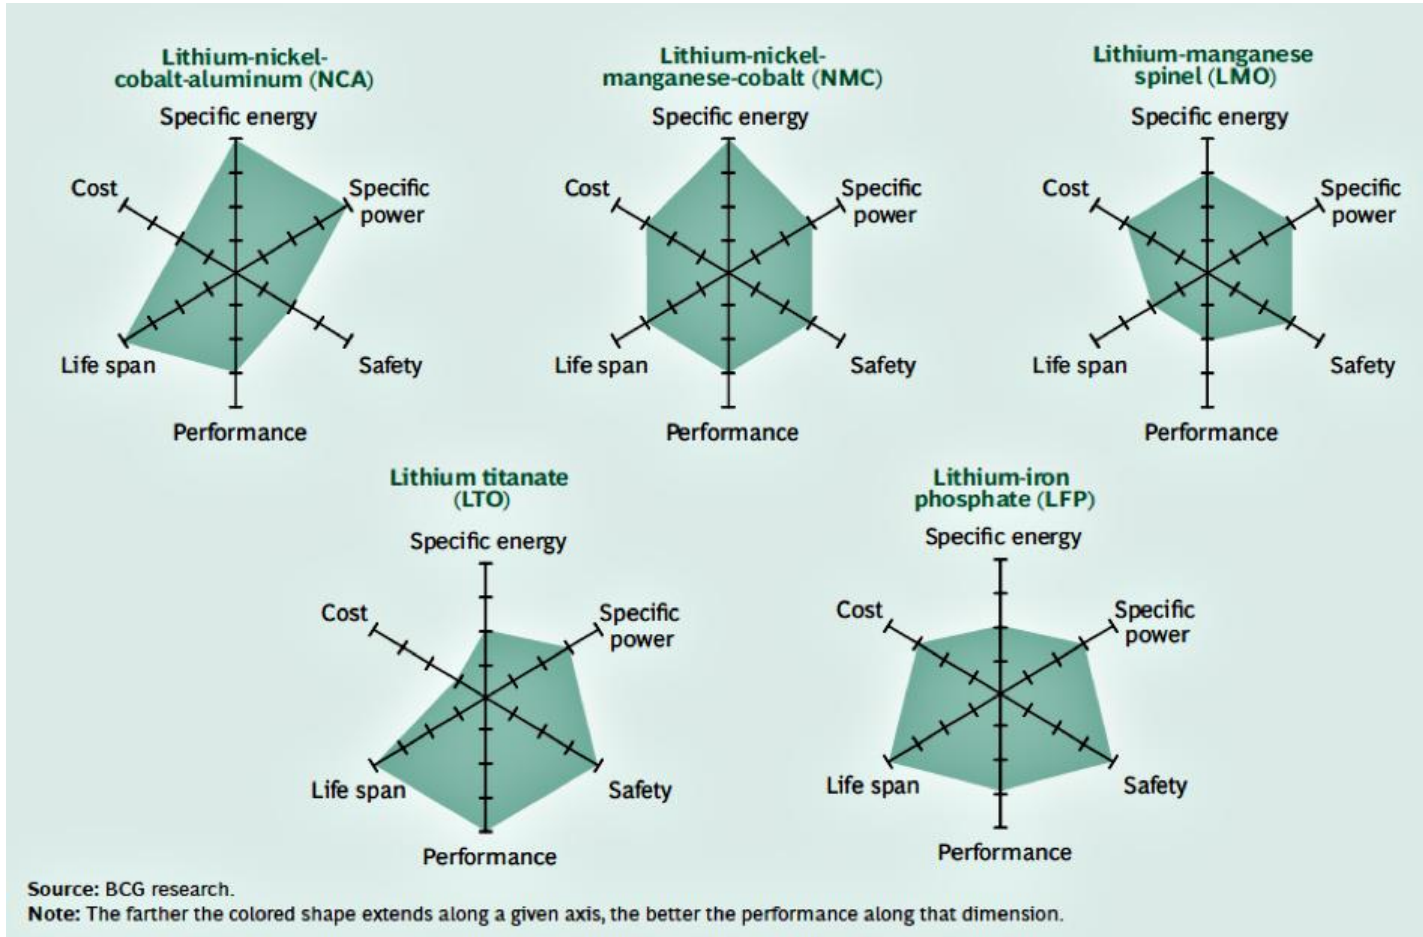 Lithium-nickel-
cobalt-aluminum (NCA)
Specific energy
Cost
Specific
power
Life span
Safety
Performance
Lithium-nickel-
manganese-cobalt (NMC)
Specific energy
Cost
Specific
power
Life span
Safety
Performance
Lithium-manganese
spinel (LMO)
Specific energy
Cost
Specific
power
Life span
Safety
Performance
Lithium titanate
(LTO)
Specific energy
Cost
Specific
power
Life span
Safety
Performance
Lithium-iron
phosphate (LFP)
Specific energy
Cost
Specific
power
Life span
Safety
Performance
Source: BCG research.
Note: The farther the colored shape extends along a given axis, the better the performance along that dimension.